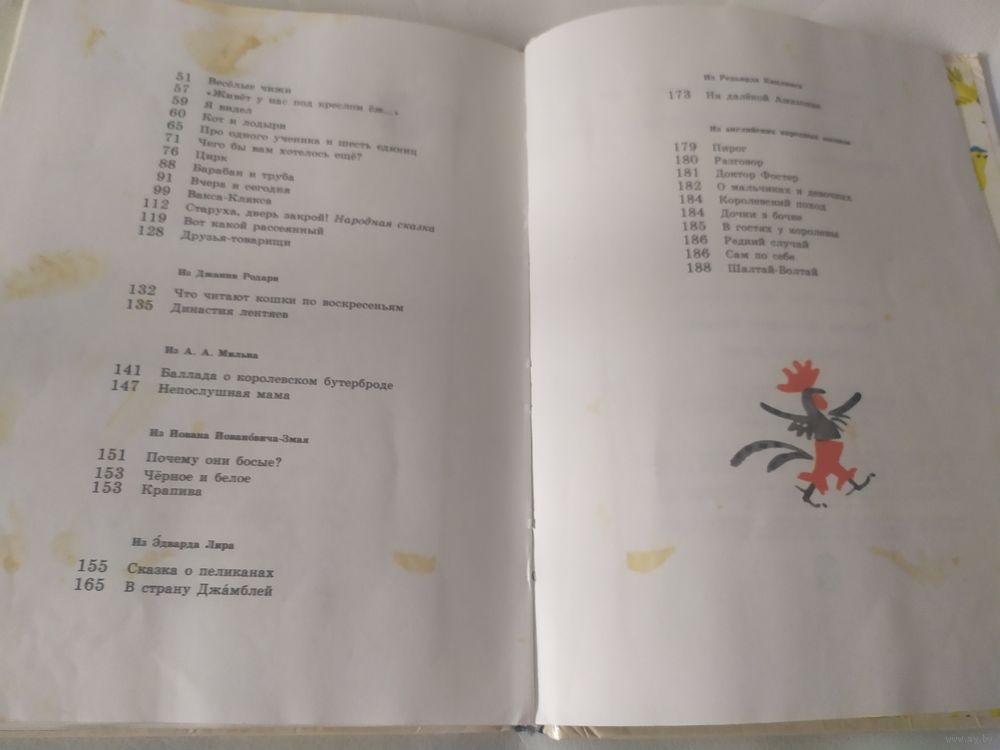 51 Весёлые чижи
57 «Живёт у нас под креслом ёж...»
59 Я видел
60 Кот и лодыри
65 Про одного ученика и шесть единиц
71 Чего бы вам хотелось ещё?
76 Цирк
88 Барабан и труба
91 Вчера и сегодня
99 Вакса-Клякса
112 Старуха, дверь закрой! Народная сказка
119 Вот какой рассеянный
128 Друзья-товарищи
Из Джанни Родари
132 Что читают кошки по воскресеньям
135 Династия лентяев
Из А. А. Милна
141 Баллада о королевском бутерброде
147 Непослушная мама
Из Йована Йовано́вича-Змая
151 Почему они босые?
153 Чёрное и белое
153 Крапива
Из Э́дварда Лира
155 Сказка о пеликанах
165 В страну Джа́мблей
Из Редьярда Киплинга
173 На далёкой Амазонке
Из английских народных песенок
179 Пирог
180 Разговор
181 Доктор Фостер
182 О мальчиках и девочках
184 Королевский поход
184 Дочки в бочке
185 В гостях у королевы
186 Редкий случай
186 Сам по себе
188 Шалтай-Болтай
www.ay.by